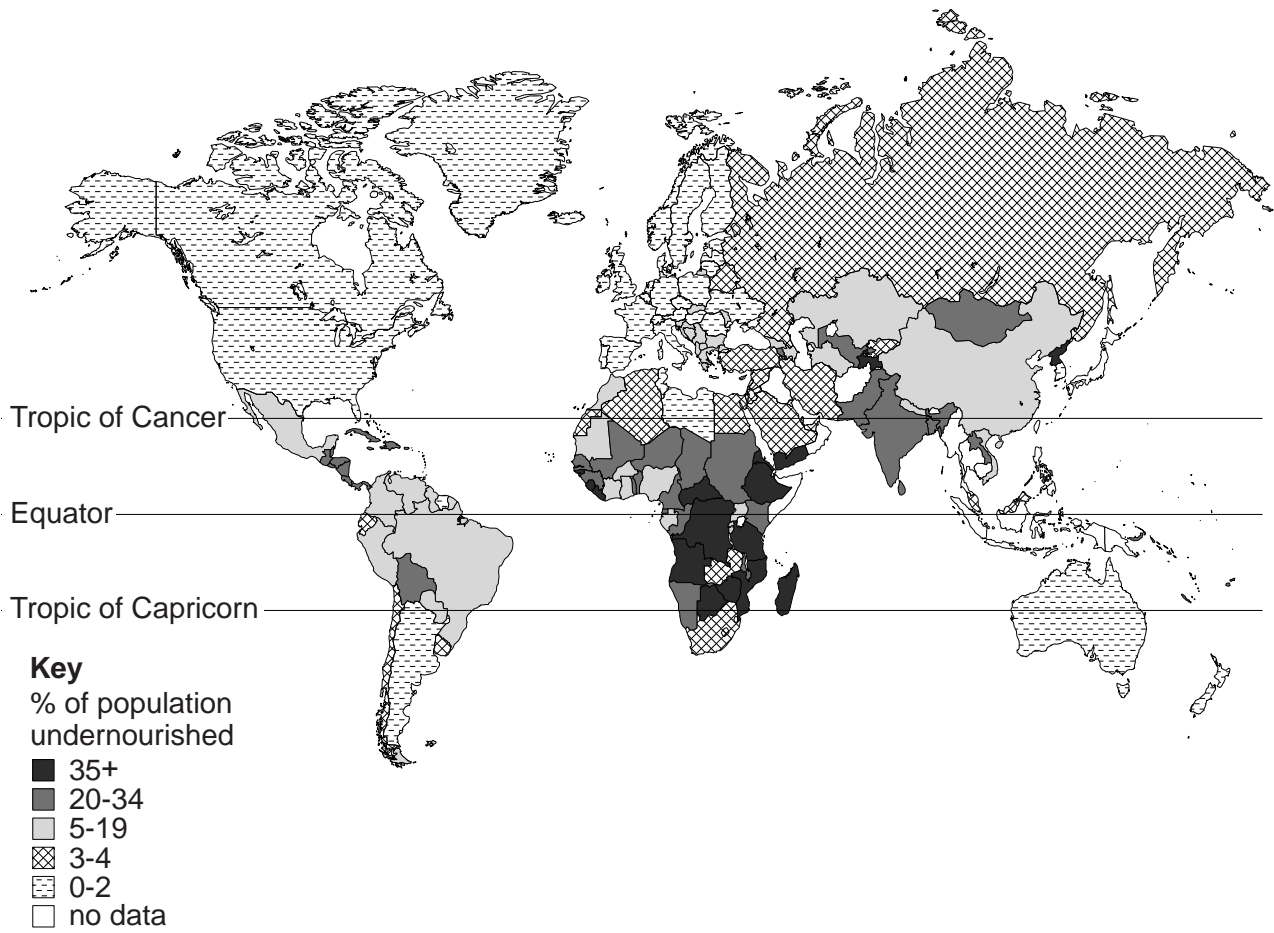 Tropic of Cancer
Equator
Tropic of Capricorn
Key
% of population
undernourished
35+
20-34
5-19
3-4
0-2
no data